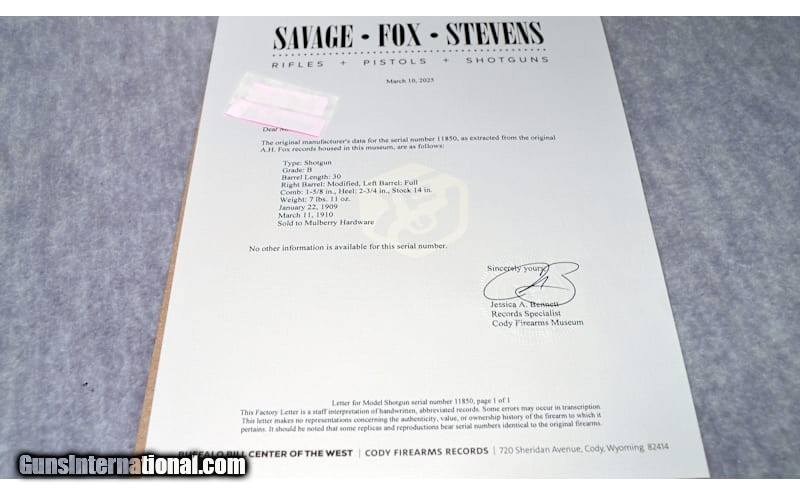 SAVAGE • FOX • STEVENS
RIFLES + PISTOLS + SHOTGUNS
March 10, 2025
Dear
The original manufacturer's data for the serial number 11850, as extracted from the original
A.H. Fox records housed in this museum, are as follows:
Type: Shotgun
Grade: B
Barrel Length: 30
Right Barrel: Modified, Left Barrel: Full
Comb: 1-5/8 in., Heel: 2-3/4 in., Stock 14 in.
Weight: 7 lbs. 11 oz.
January 22, 1909
March 11, 1910
Sold to Mulberry Hardware
No other information is available for this serial number.
Sincerely yours,
Jessica A. Bennett
Records Specialist
Cody Firearms Museum
Letter for Model Shotgun serial number 11850, page 1 of 1
This Factory Letter is a staff interpretation of handwritten, abbreviated records. Some errors may occur in transcription.
This letter makes no representations concerning the authenticity, value, or ownership history of the firearm to which it
pertains. It should be noted that some replicas and reproductions bear serial numbers identical to the original firearms.
BUFFALO BILL CENTER OF THE WEST | CODY FIREARMS RECORDS | 720 Sheridan Avenue, Cody, Wyoming, 82414
GunsInternational.com